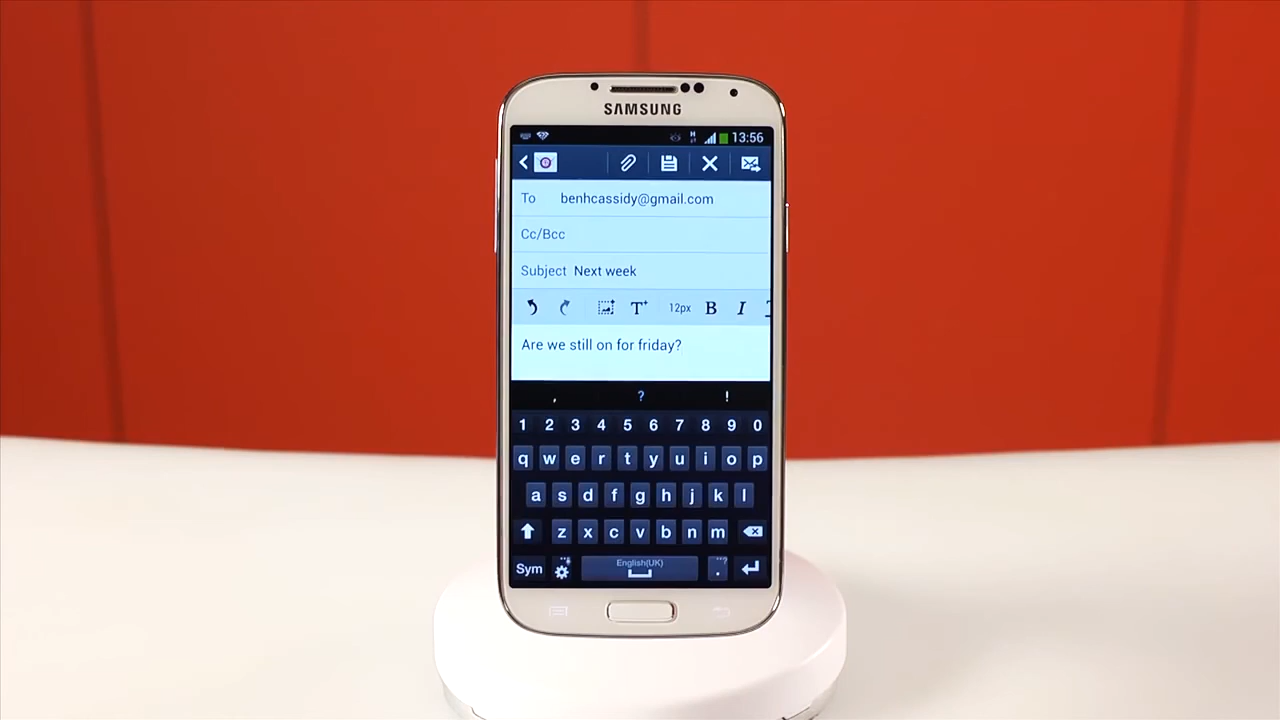 SAMSUNG
13:56
To benhcassidy@gmail.com
Cc/Bcc
Subject Next week
12px B I
Are we still on for friday?
, ? !
1 2 3 4 5 6 7 8 9 0
q w e r t y u i o p
a s d f g h j k l
z x c v b n m
Sym English(UK) .